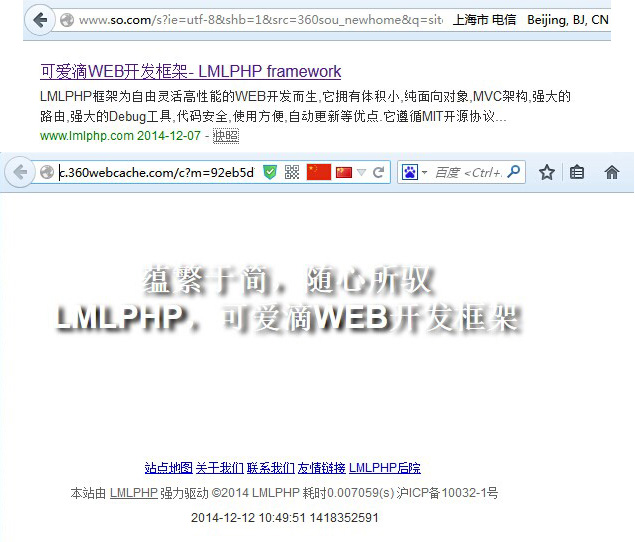 www.so.com/s?ie=utf-8&shb=1&src=360sou_newhome&q=site 上海市 电信 Beijing, BJ, CN
可爱滴WEB开发框架- LMLPHP framework
LMLPHP框架为自由灵活高性能的WEB开发而生,它拥有体积小,纯面向对象,MVC架构,强大的
路由,强大的Debug工具,代码安全,使用方便,自动更新等优点.它遵循MIT开源协议...
www.lmlphp.com 2014-12-07 - 快照
c.360webcache.com/c?m=92eb5d 百度 <Ctrl+.
蕴繁于简，随心所驭
LMLPHP，可爱滴WEB开发框架
站点地图 关于我们 联系我们 友情链接 LMLPHP后院
本站由 LMLPHP 强力驱动 ©2014 LMLPHP 耗时0.007059(s) 沪ICP备10032-1号
2014-12-12 10:49:51 1418352591